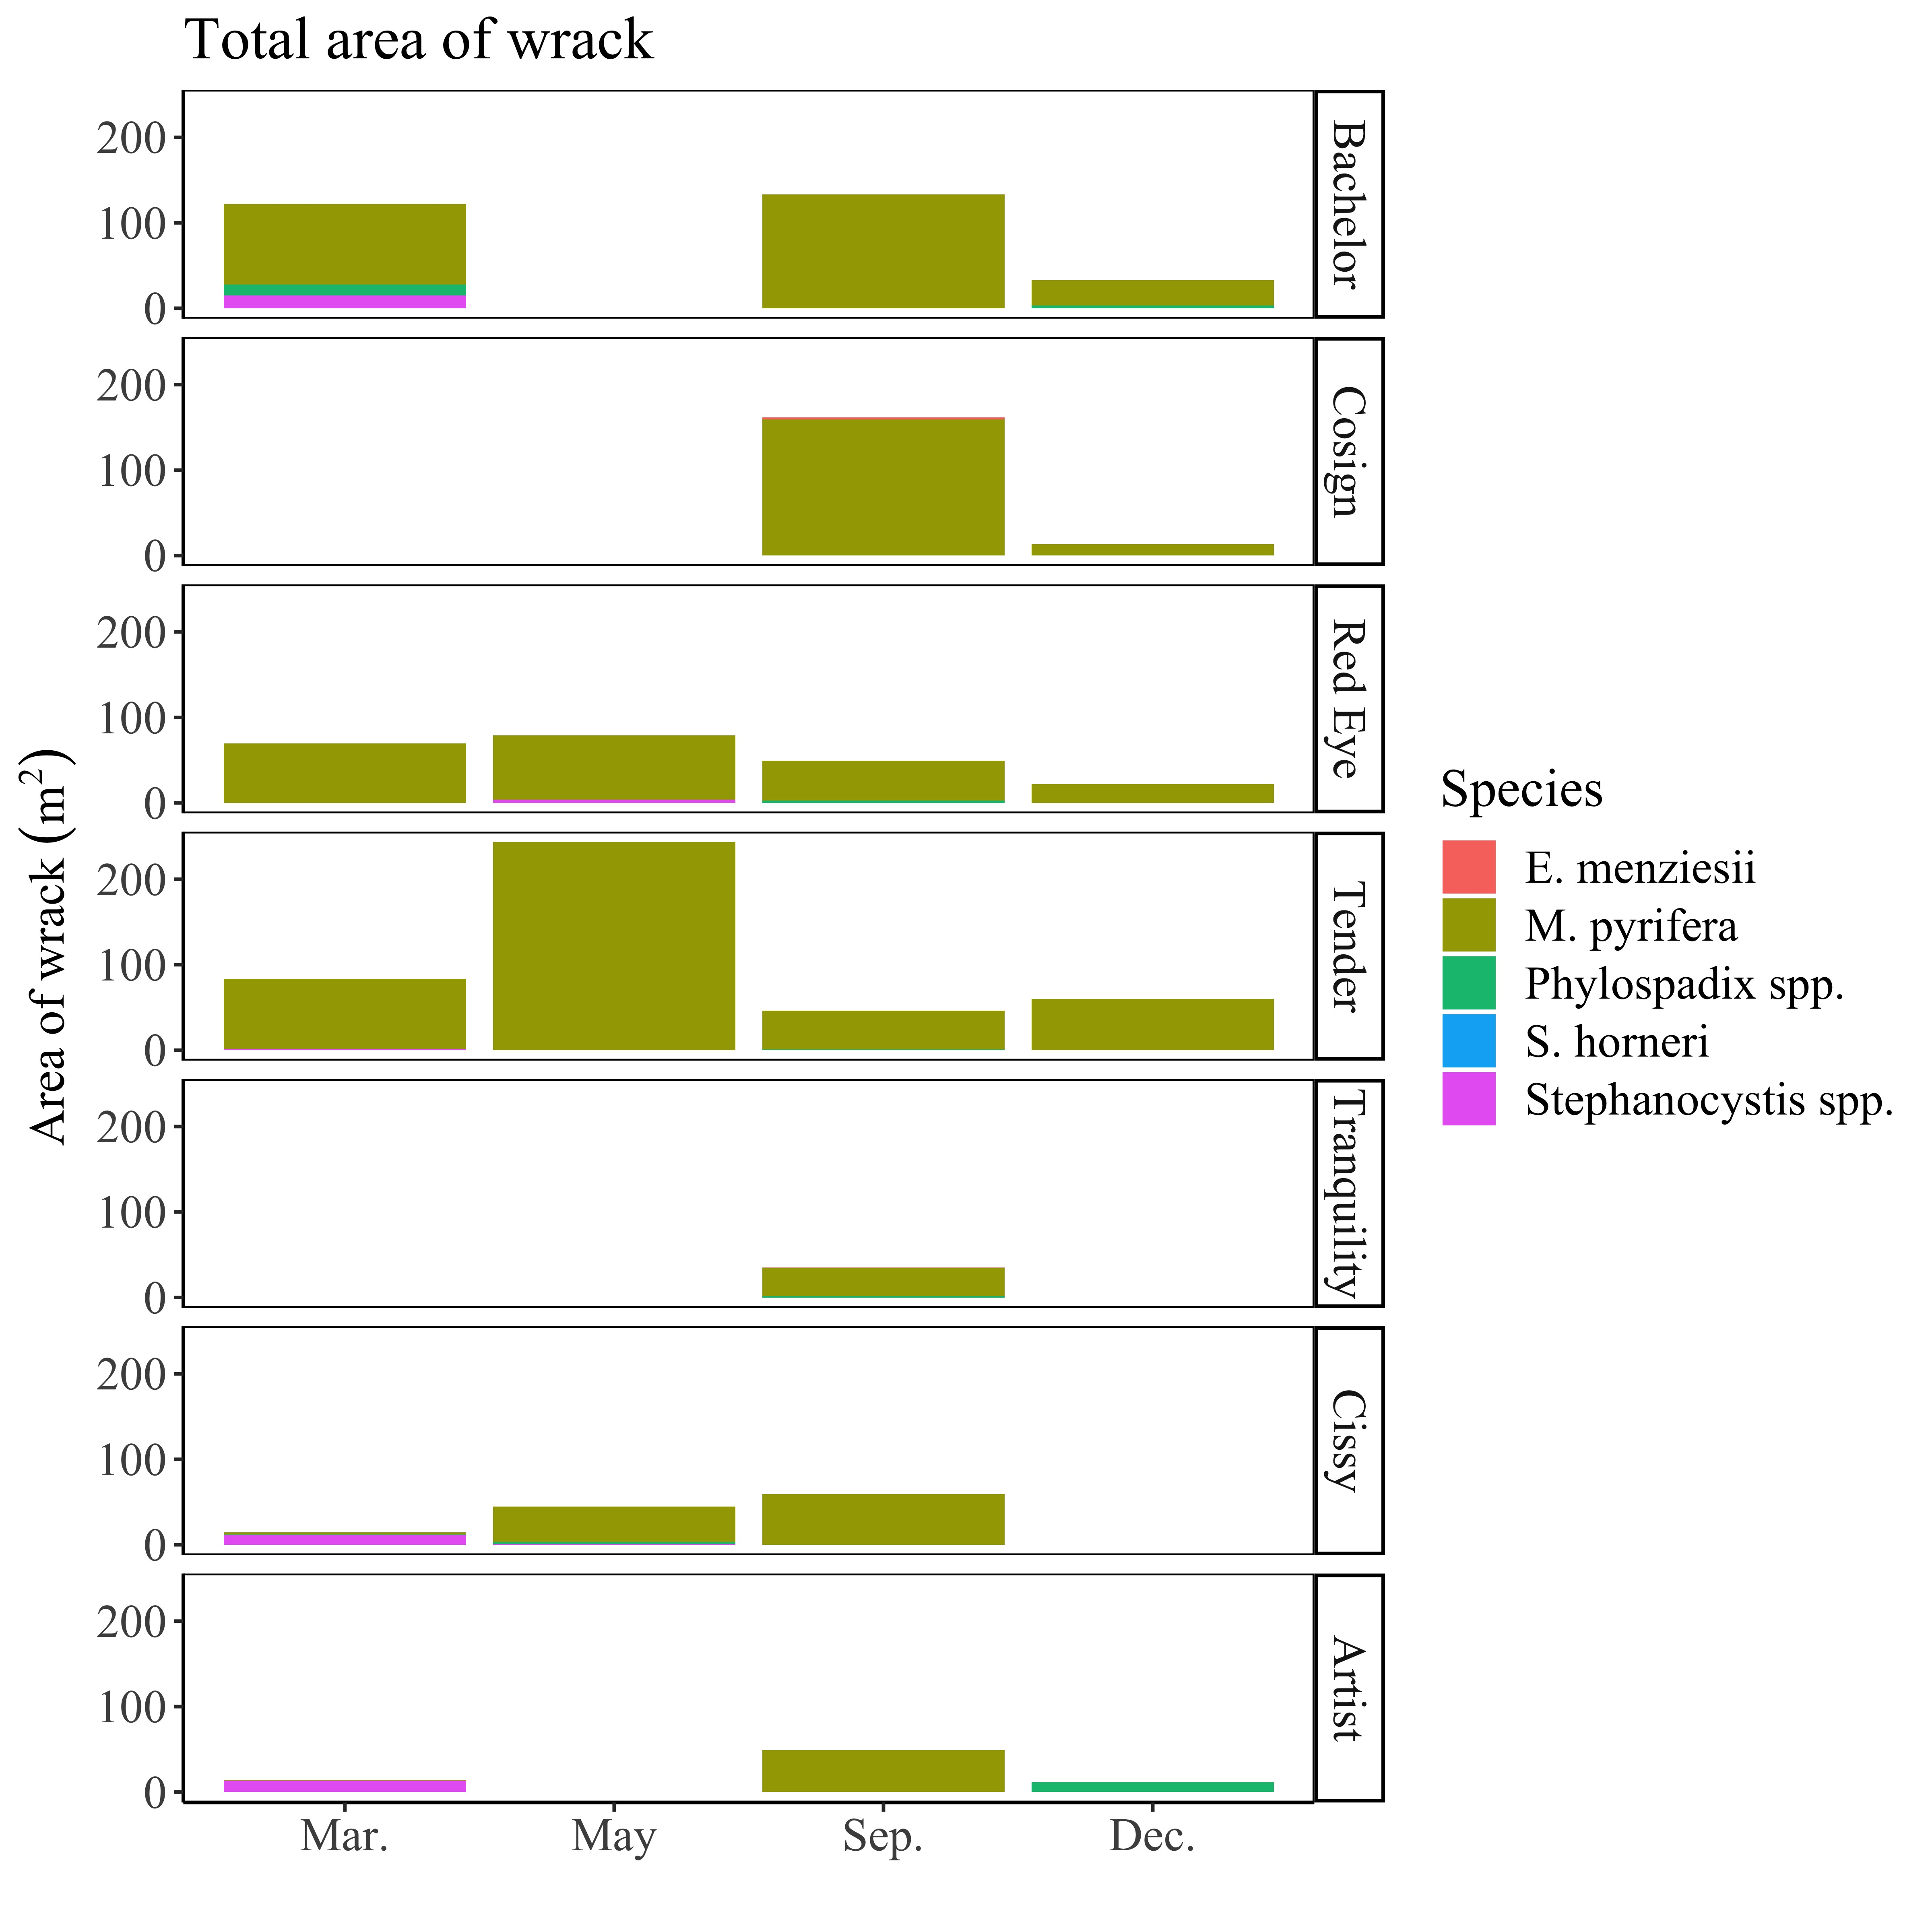 Total area of wrack
Area of wrack (m²)
200
100
0
Bachelor
200
100
0
Cosign
200
100
0
Red Eye
200
100
0
Tender
200
100
0
Tranquility
200
100
0
Cissy
200
100
0
Artist
Mar. May Sep. Dec.
Species
E. menziesii
M. pyrifera
Phylospadix spp.
S. horneri
Stephanocystis spp.